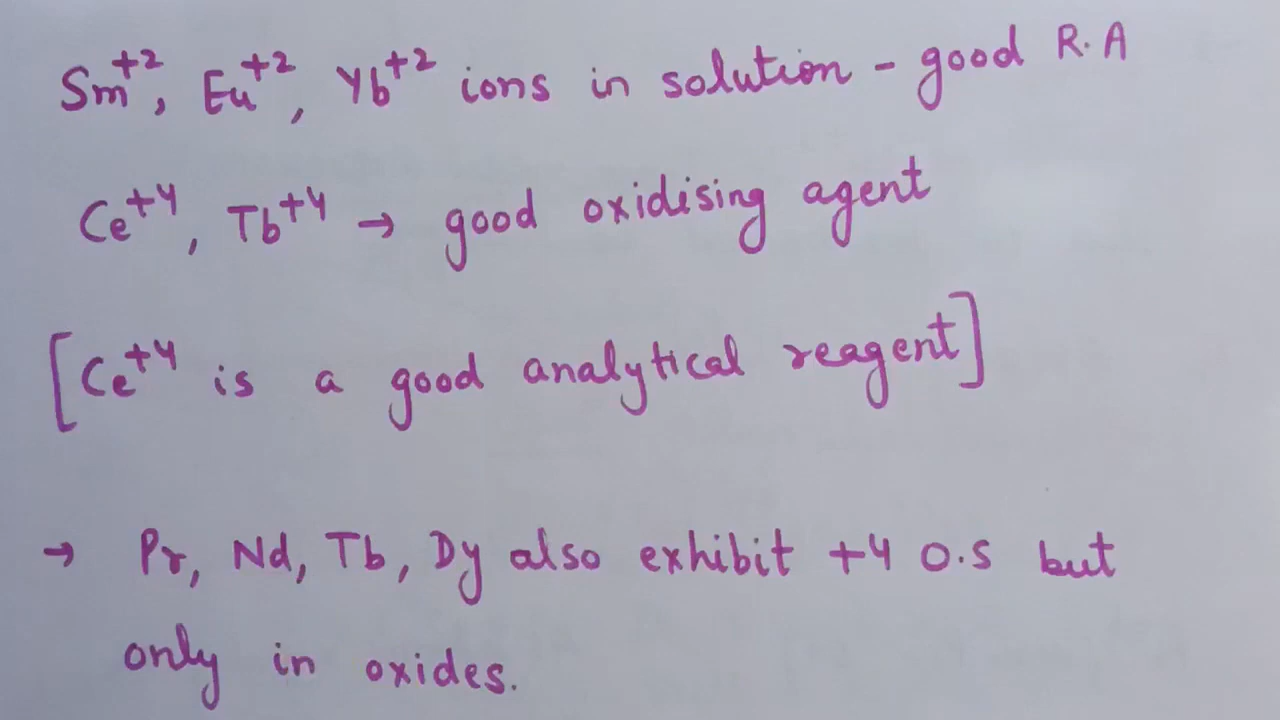 Sm+2, Eu+2, Yb+2 ions in solution - good R.A
Ce+4, Tb+4 → good oxidising agent
[Ce+4 is a good analytical reagent]
→ Pr, Nd, Tb, Dy also exhibit +4 O.S but
only in oxides.